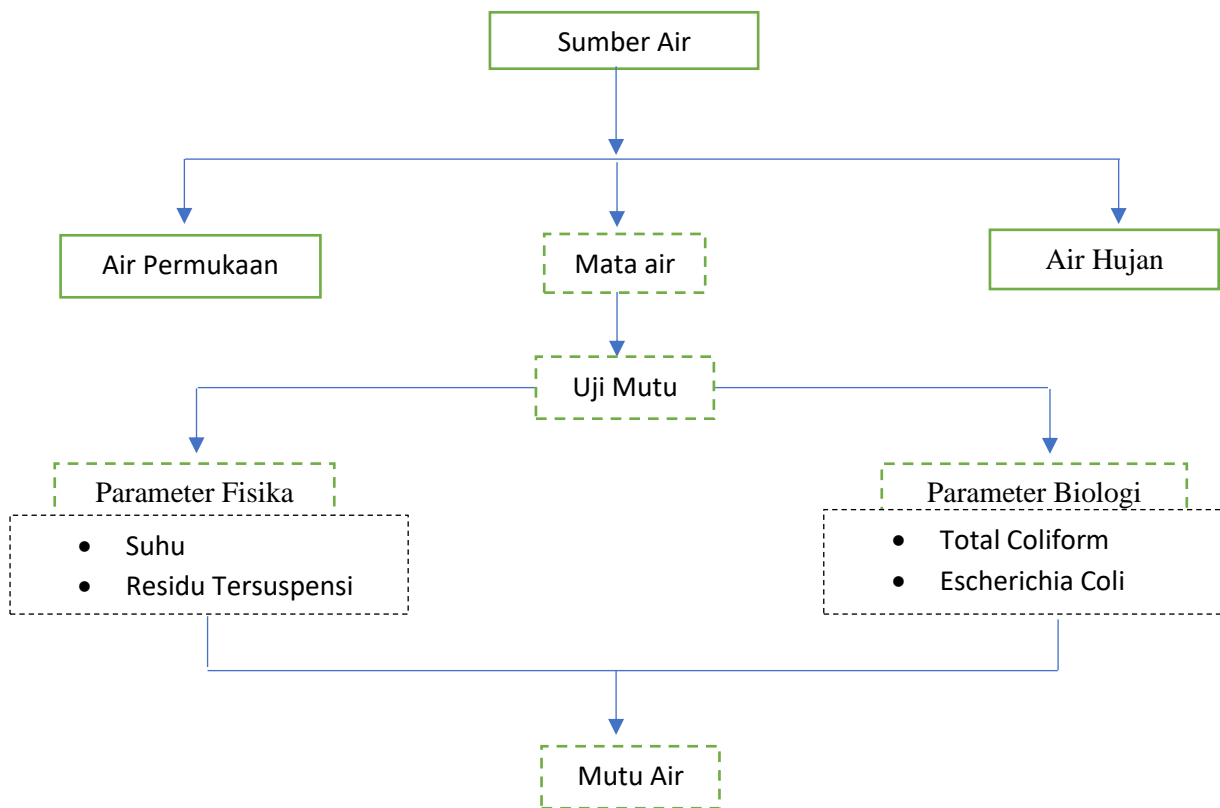 Sumber Air
Air Permukaan
Mata air
Air Hujan
Uji Mutu
Parameter Fisika
• Suhu
• Residu Tersuspensi
Parameter Biologi
• Total Coliform
• Escherichia Coli
Mutu Air